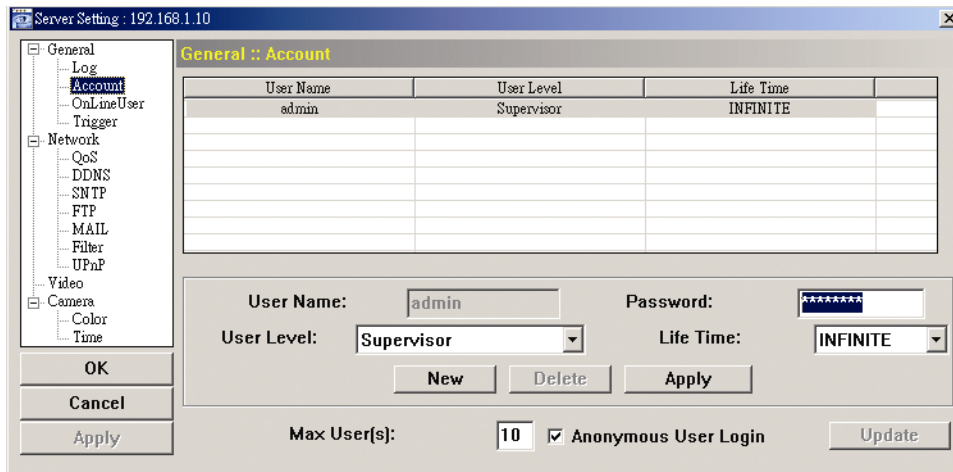 Server Setting : 192.168.1.10
General
Log
Account
OnLineUser
Trigger
Network
QoS
DDNS
SNTP
FTP
MAIL
Filter
UPnP
Video
Camera
Color
Time
OK
Cancel
Apply
General :: Account
User Name User Level Life Time
admin Supervisor INFINITE
User Name: admin Password: ********
User Level: Supervisor Life Time: INFINITE
New Delete Apply
Max User(s): 10 Anonymous User Login Update